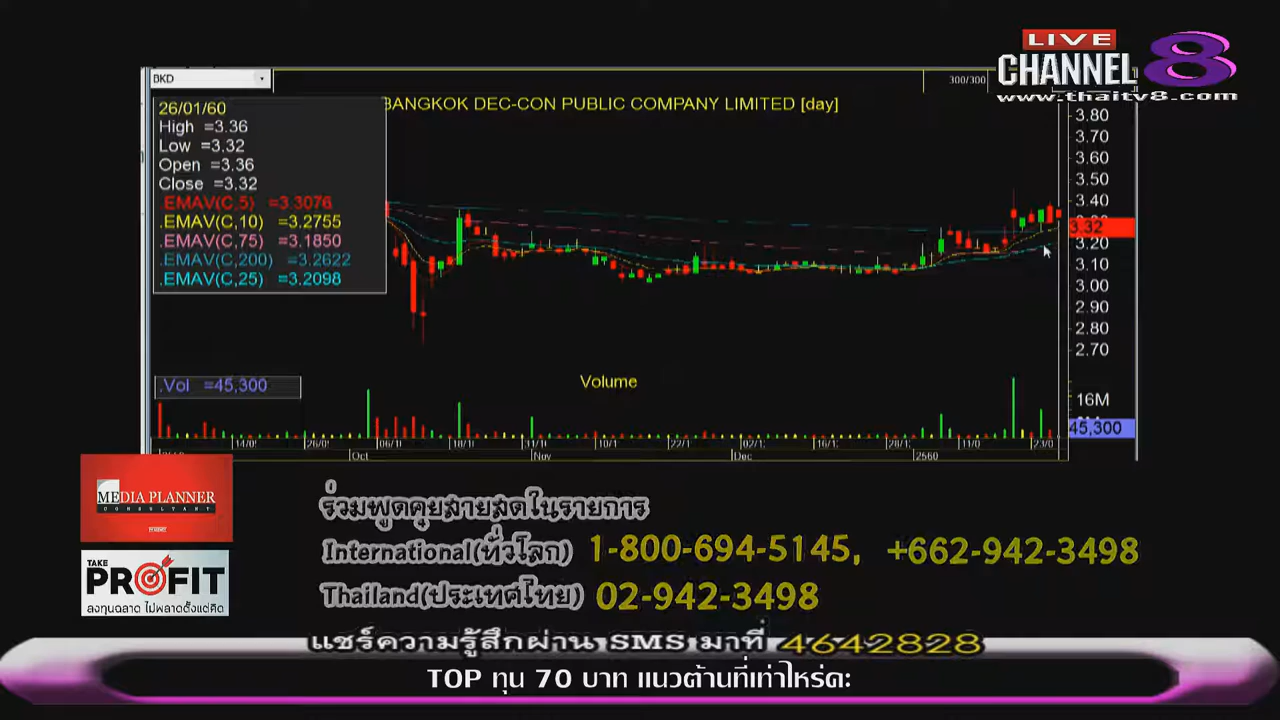 LIVE
CHANNEL 8
www.thaitv8.com
BKD
300/300
BANGKOK DEC-CON PUBLIC COMPANY LIMITED [day]
26/01/60
High =3.36
Low =3.32
Open =3.36
Close =3.32
.EMAV(C,5) =3.3076
.EMAV(C,10) =3.2755
.EMAV(C,75) =3.1850
.EMAV(C,200) =3.2622
.EMAV(C,25) =3.2098
3.80
3.70
3.60
3.50
3.40
3.32
3.20
3.10
3.00
2.90
2.80
2.70
.Vol =45,300
Volume
16M
45,300
Oct
Nov
Dec
2560
MEDIA PLANNER
CONSULTANT
TAKE
PROFIT
ลงทุนฉลาด ไม่พลาดตั้งแต่คิด
ร่วมพูดคุยสายสดในรายการ
International(ทั่วโลก) 1-800-694-5145, +662-942-3498
Thailand(ประเทศไทย) 02-942-3498
แชร์ความรู้สึกผ่าน SMS มาที่ 4642828
TOP ทุน 70 บาท แนวต้านที่เท่าไหร่คะ